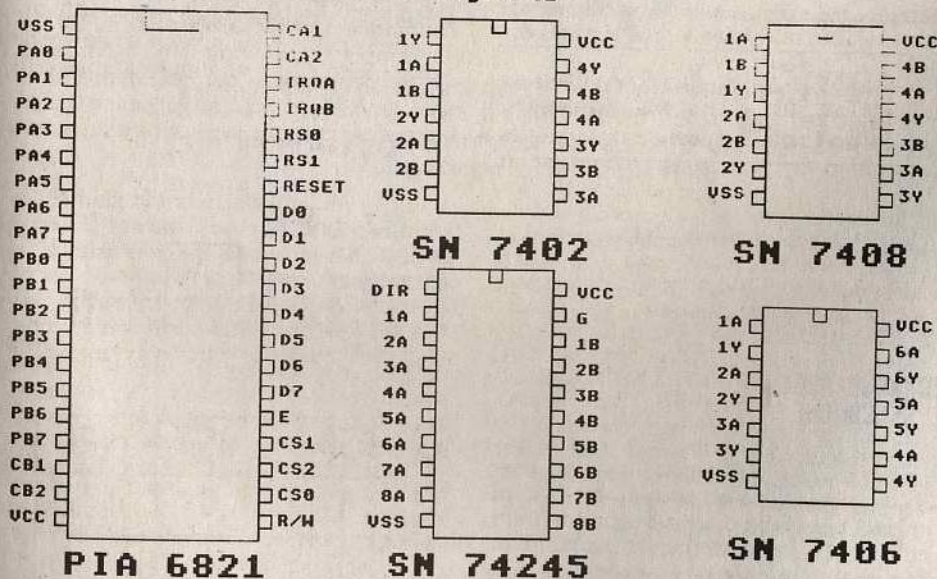 VSS
PA0
PA1
PA2
PA3
PA4
PA5
PA6
PA7
PB0
PB1
PB2
PB3
PB4
PB5
PB6
PB7
CB1
CB2
VCC
CA1
CA2
IRQA
IRQB
RS0
RS1
RESET
D0
D1
D2
D3
D4
D5
D6
D7
E
CS1
CS2
CS0
R/W
PIA 6821
1Y
1A
1B
2Y
2A
2B
VSS
VCC
4Y
4B
4A
3Y
3B
3A
SN 7402
1A
1B
1Y
2A
2B
2Y
VSS
VCC
4B
4A
4Y
3B
3A
3Y
SN 7408
DIR
1A
2A
3A
4A
5A
6A
7A
8A
VSS
VCC
G
1B
2B
3B
4B
5B
6B
7B
8B
SN 74245
1A
1Y
2A
2Y
3A
3Y
VSS
VCC
6A
6Y
5A
5Y
4A
4Y
SN 7406